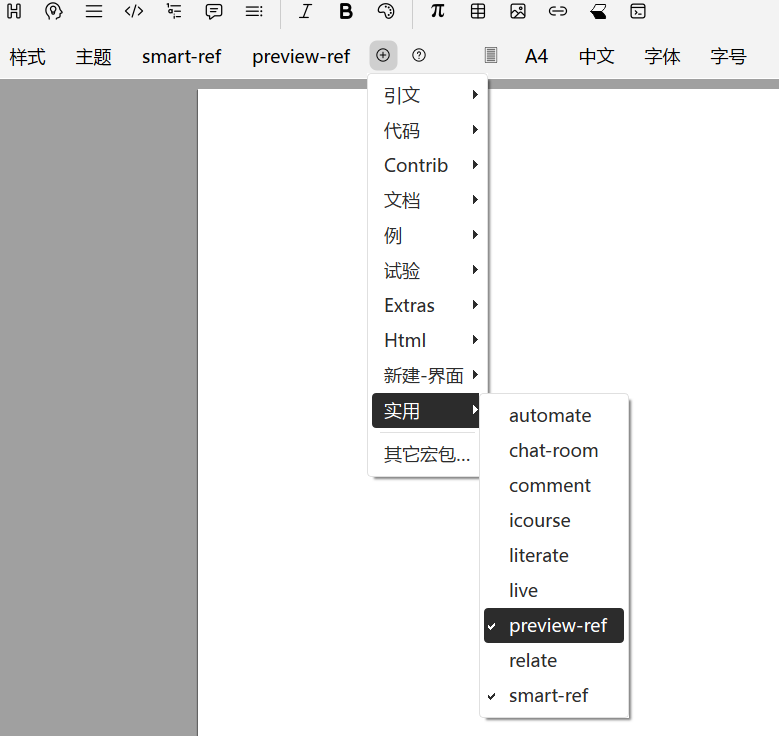 样式 主题 smart-ref preview-ref A4 中文 字体 字号
引文
代码
Contrib
文档
例
试验
Extras
Html
新建-界面
实用
其它宏包...
automate
chat-room
comment
icourse
literate
live
preview-ref
relate
smart-ref